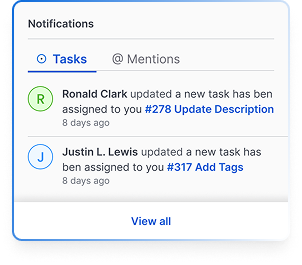 Notifications
Tasks
@ Mentions
R
Ronald Clark updated a new task has ben
assigned to you #278 Update Description
8 days ago
J
Justin L. Lewis updated a new task has
ben assigned to you #317 Add Tags
8 days ago
View all